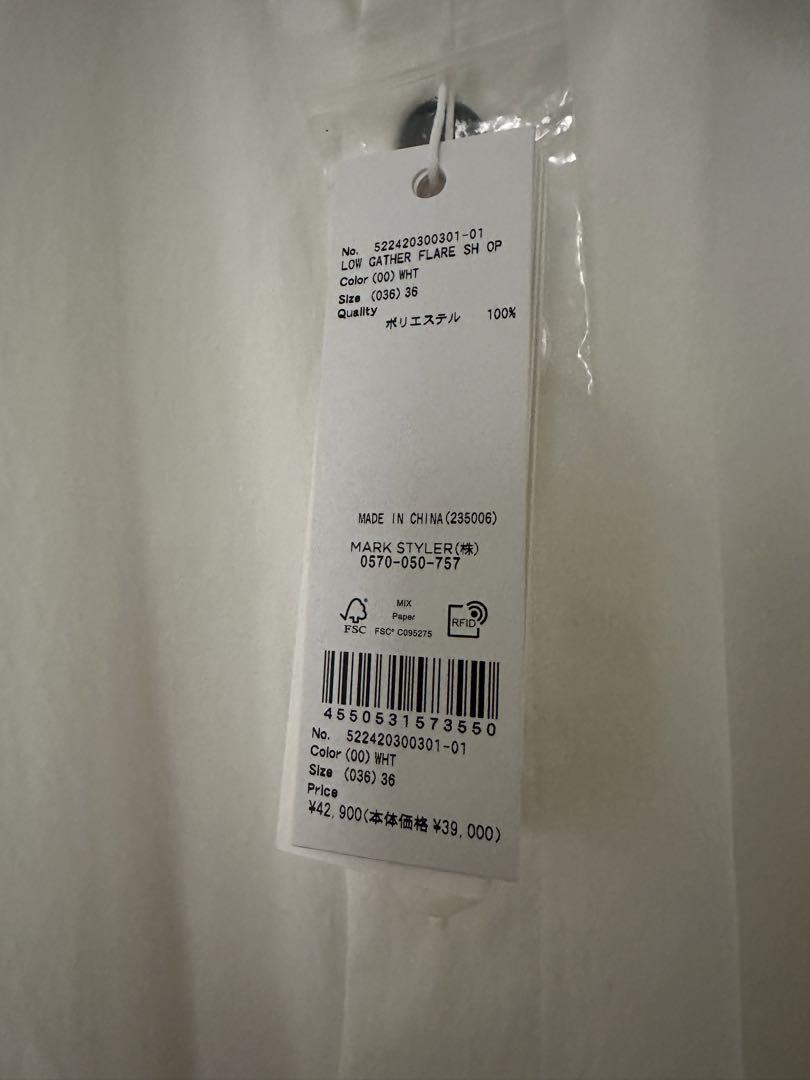 No. 522420300301-01
LOW GATHER FLARE SH OP
Color (00) WHT
Size (036) 36
Quality
ポリエステル 100%
MADE IN CHINA(235006)
MARK STYLER(株)
0570-050-757
MIX
Paper
FSC
FSC® C095275
RFID
4550531573550
No. 522420300301-01
Color (00) WHT
Size (036) 36
Price
¥42,900(本体価格¥39,000)